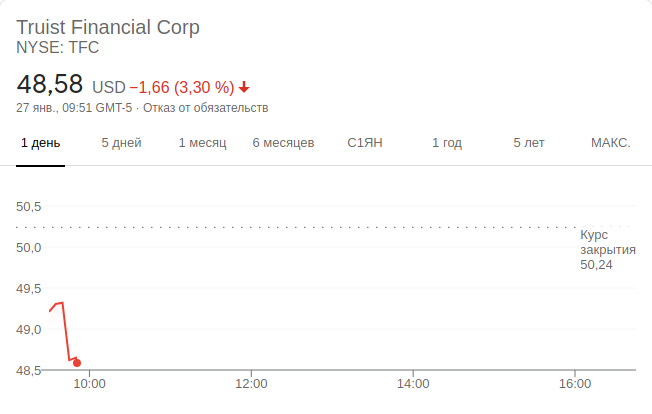 Truist Financial Corp
NYSE: TFC
48,58 USD −1,66 (3,30 %)
27 янв., 09:51 GMT-5 · Отказ от обязательств
1 день 5 дней 1 месяц 6 месяцев С1ЯН 1 год 5 лет МАКС.
50,5
Курс
закрытия
50,24
50,0
49,5
49,0
48,5
10:00 12:00 14:00 16:00